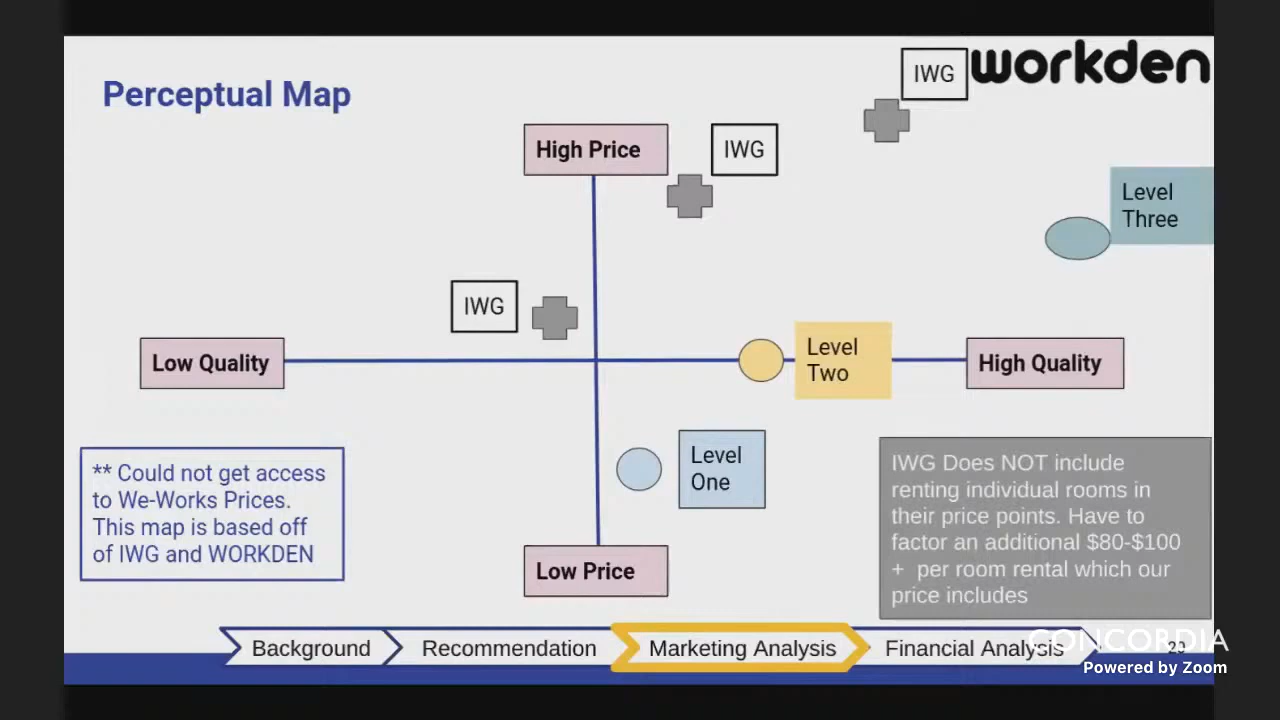 IWG
workden
Perceptual Map
High Price
IWG
Level
Three
IWG
Low Quality
Level
Two
High Quality
Level
One
** Could not get access
to We-Works Prices.
This map is based off
of IWG and WORKDEN
IWG Does NOT include
renting individual rooms in
their price points. Have to
factor an additional $80-$100
+ per room rental which our
price includes
Low Price
Background
Recommendation
Marketing Analysis
Financial Analysis
CONCORDIA
20
Powered by Zoom